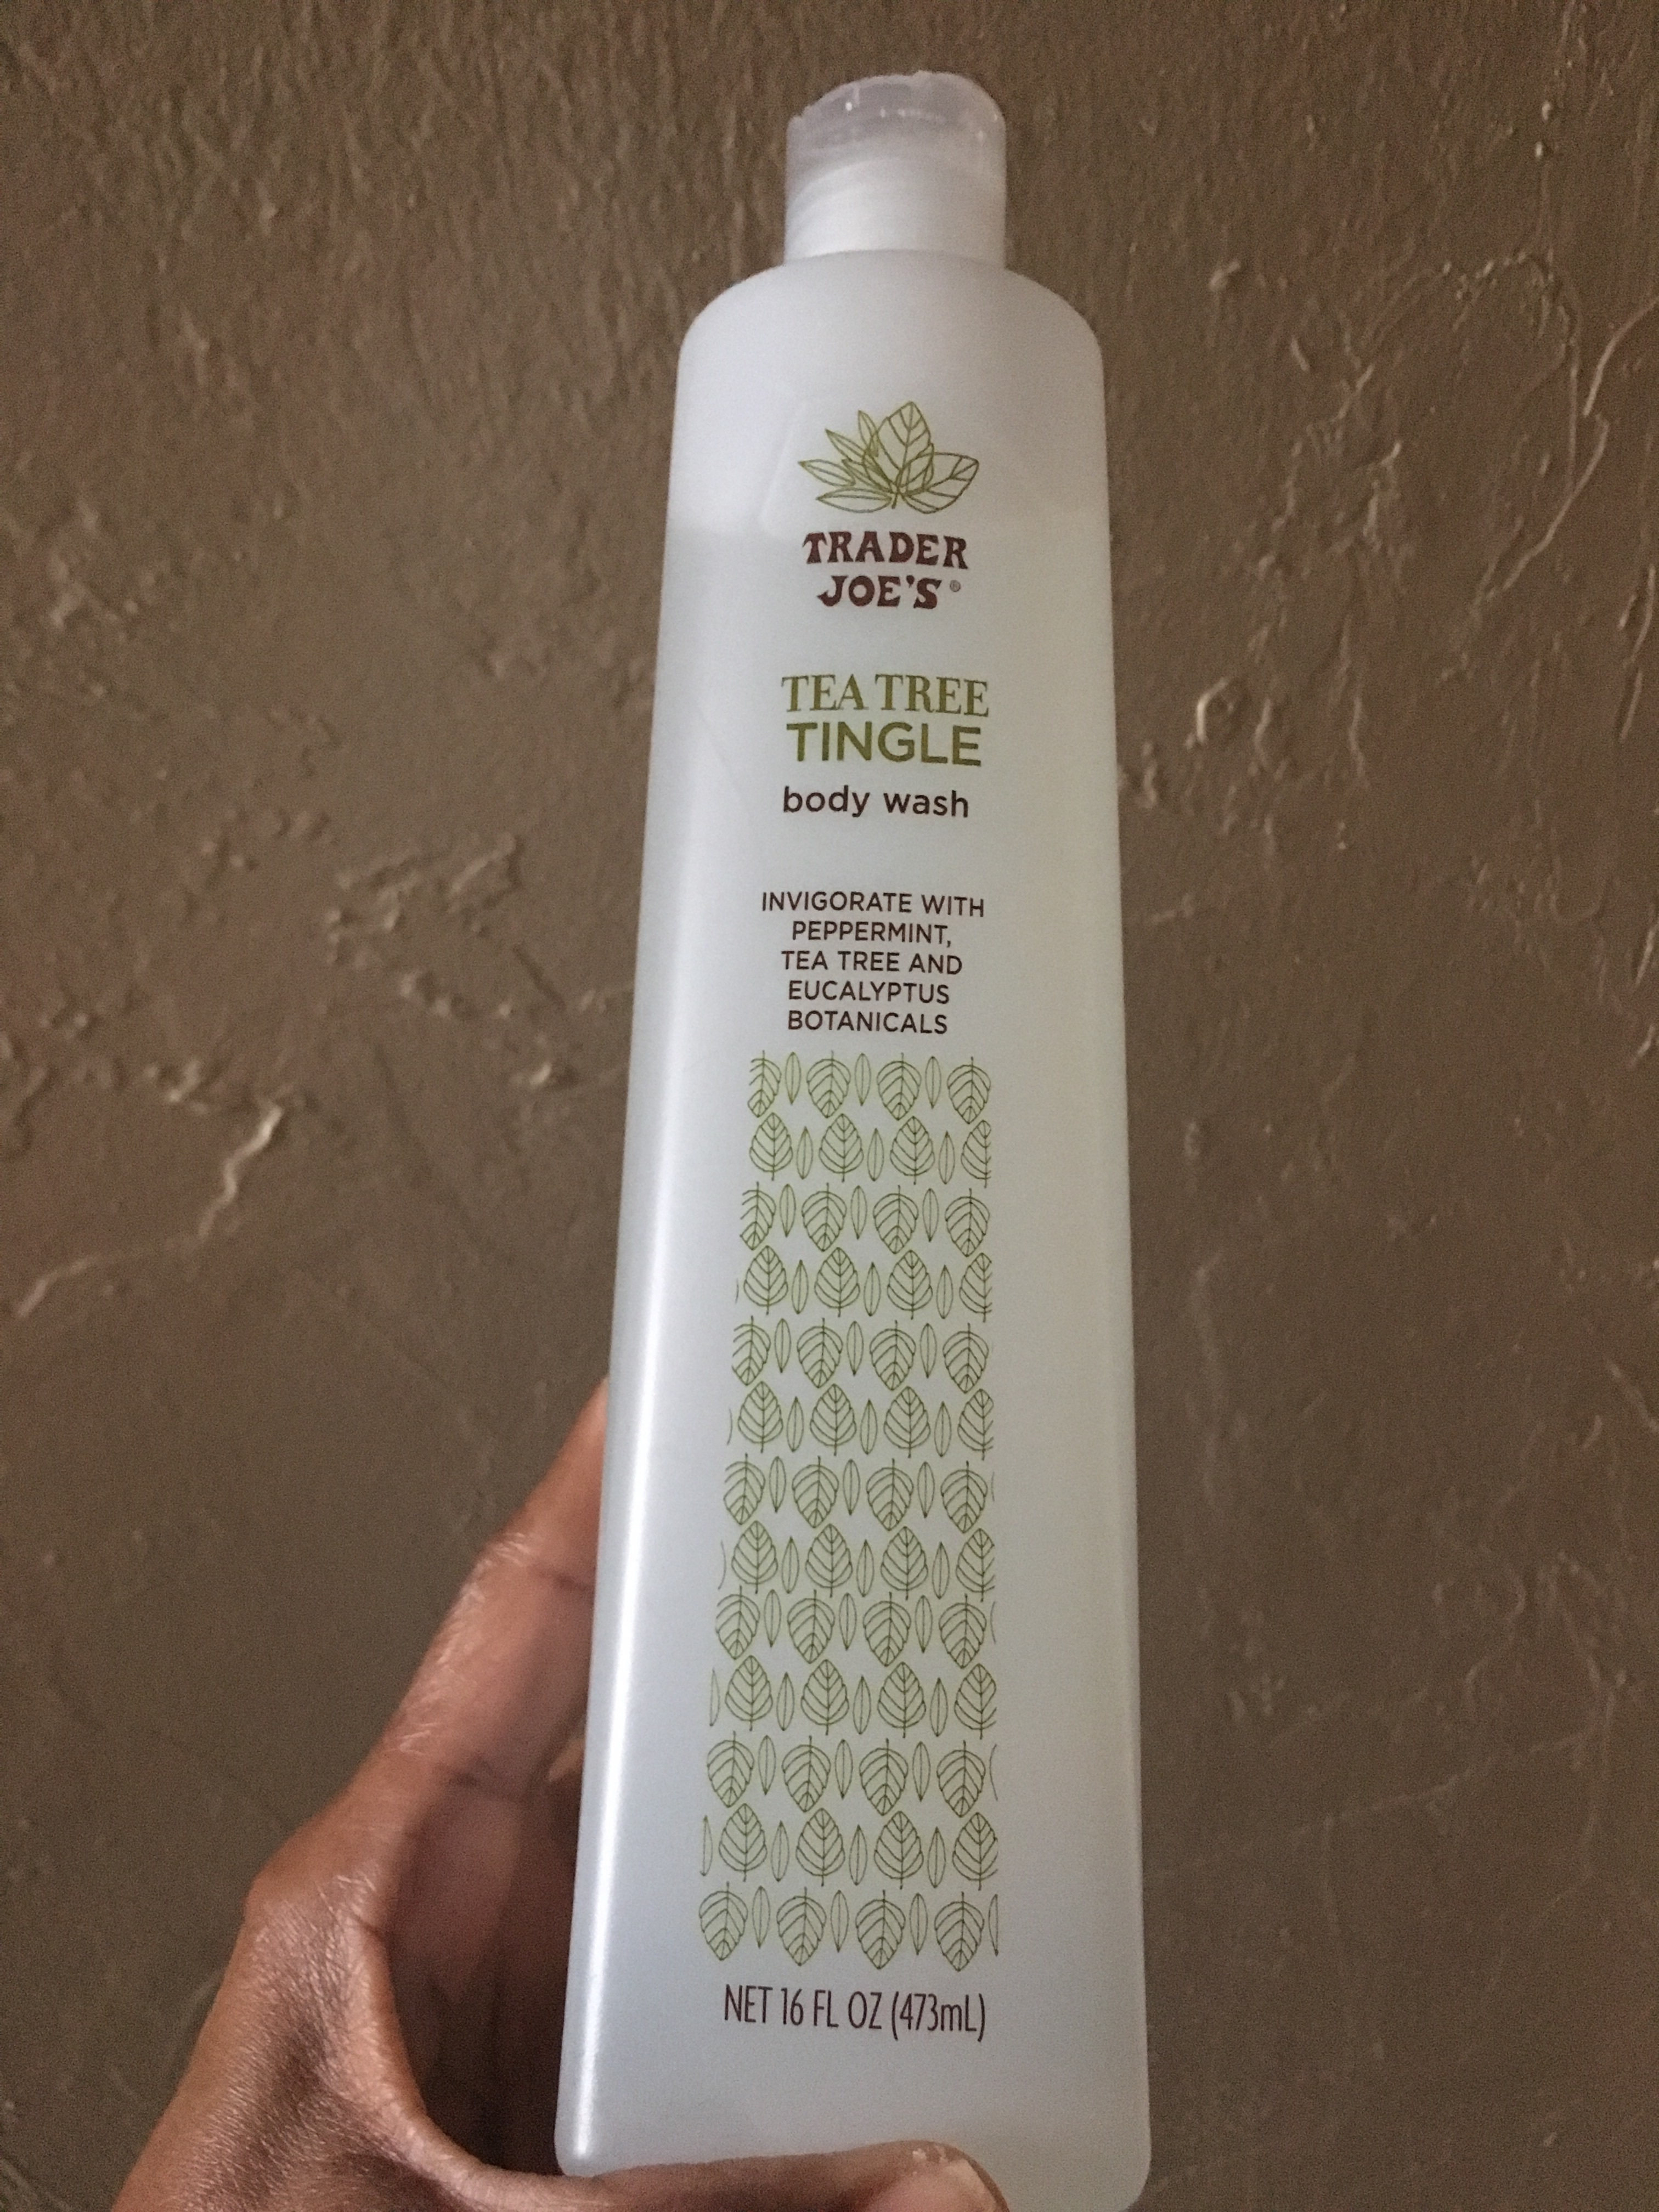 TRADER
JOE'S®
TEA TREE
TINGLE
body wash
INVIGORATE WITH
PEPPERMINT,
TEA TREE AND
EUCALYPTUS
BOTANICALS
NET 16 FL OZ (473mL)